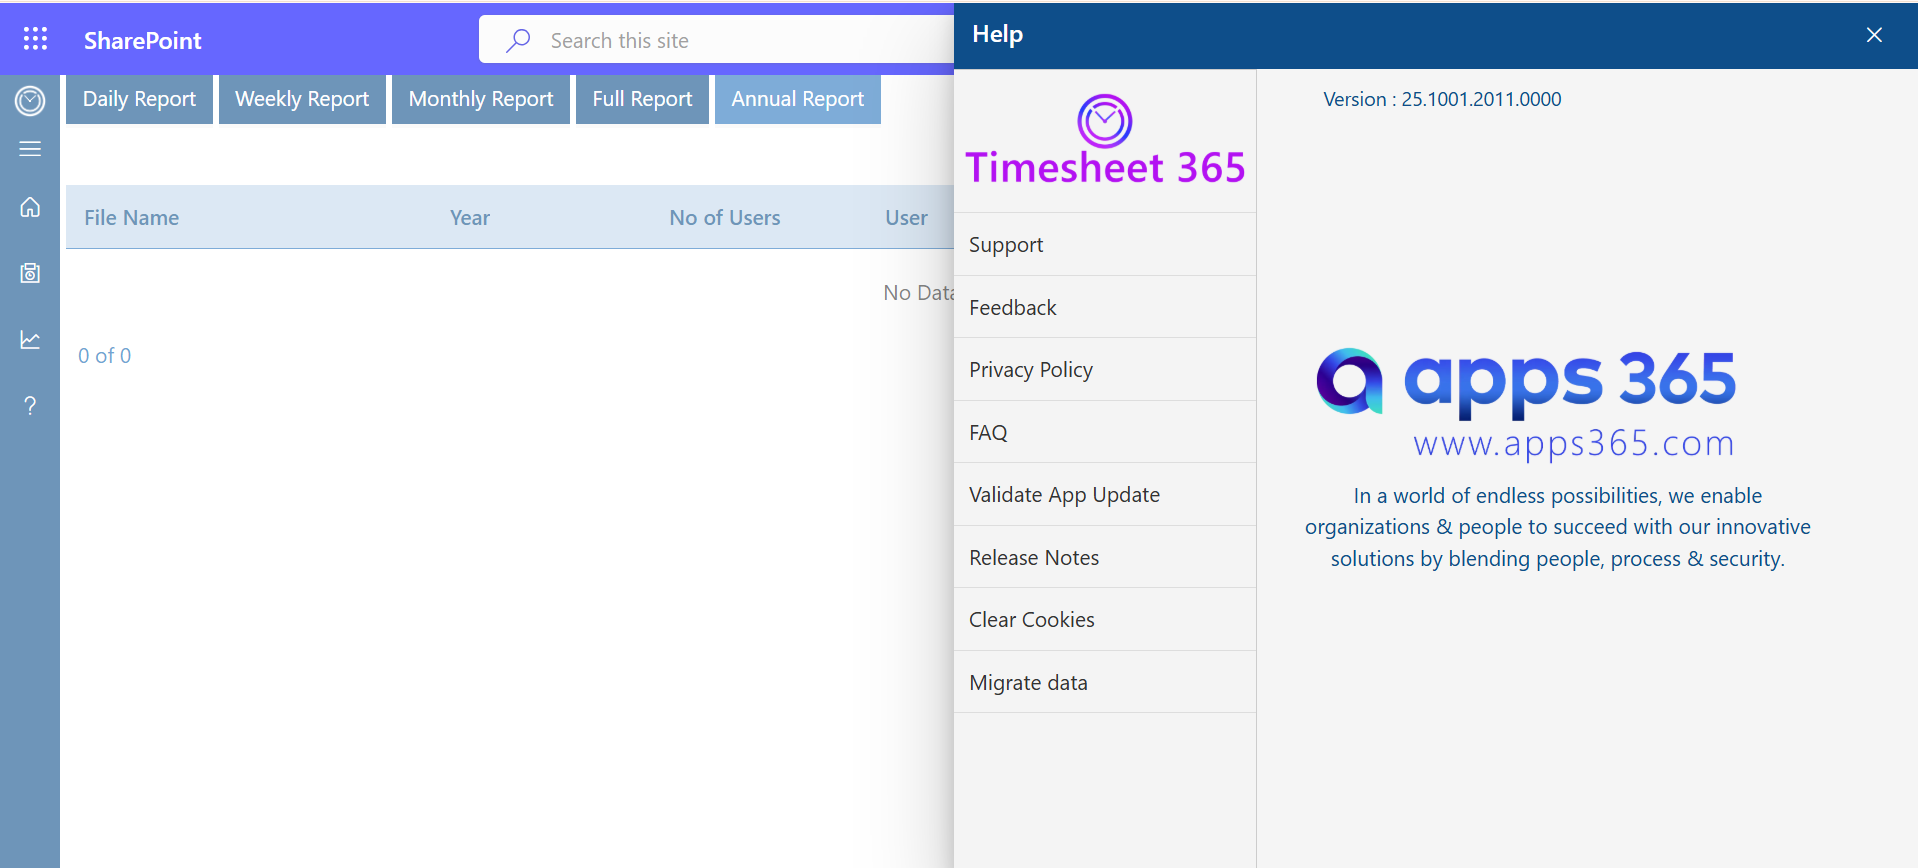 SharePoint
Search this site
Daily Report
Weekly Report
Monthly Report
Full Report
Annual Report
File Name
Year
No of Users
User
No Data
0 of 0
Help
Timesheet 365
Support
Feedback
Privacy Policy
FAQ
Validate App Update
Release Notes
Clear Cookies
Migrate data
Version : 25.1001.2011.0000
apps 365
www.apps365.com
In a world of endless possibilities, we enable
organizations & people to succeed with our innovative
solutions by blending people, process & security.